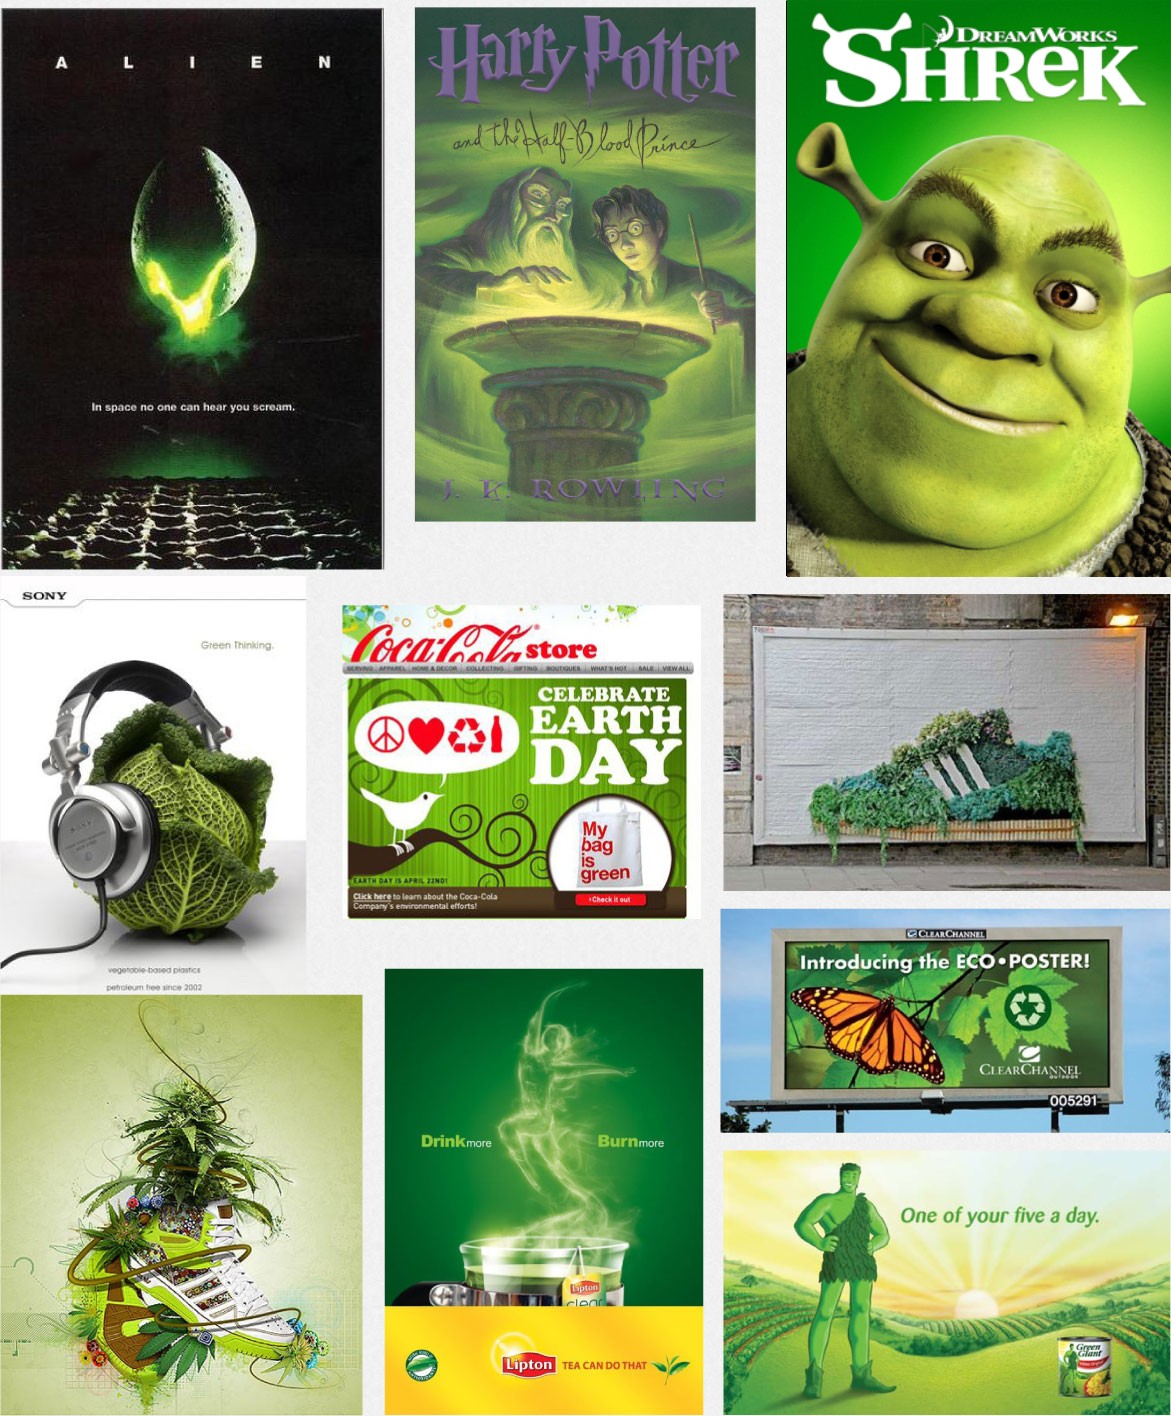 A L I E N
In space no one can hear you scream.
Harry Potter
and the Half-Blood Prince
J. K. ROWLING
DREAMWORKS
SHREK
SONY
Green Thinking.
SONY
vegetable-based plastics
petroleum free since 2002
Coca-Cola store
SERVING APPAREL HOME & DECOR COLLECTING GIFTING BOUTIQUES WHAT'S HOT SALE VIEW ALL
CELEBRATE
EARTH
DAY
My
bag
is
green
EARTH DAY IS APRIL 22ND!
Click here to learn about the Coca-Cola
Company's environmental efforts!
› Check it out
CLEARCHANNEL
Introducing the ECO•POSTER!
CLEARCHANNEL
OUTDOOR
005291
Drinkmore Burnmore
Lipton
clear
Lipton TEA CAN DO THAT
One of your five a day.
Green
Giant